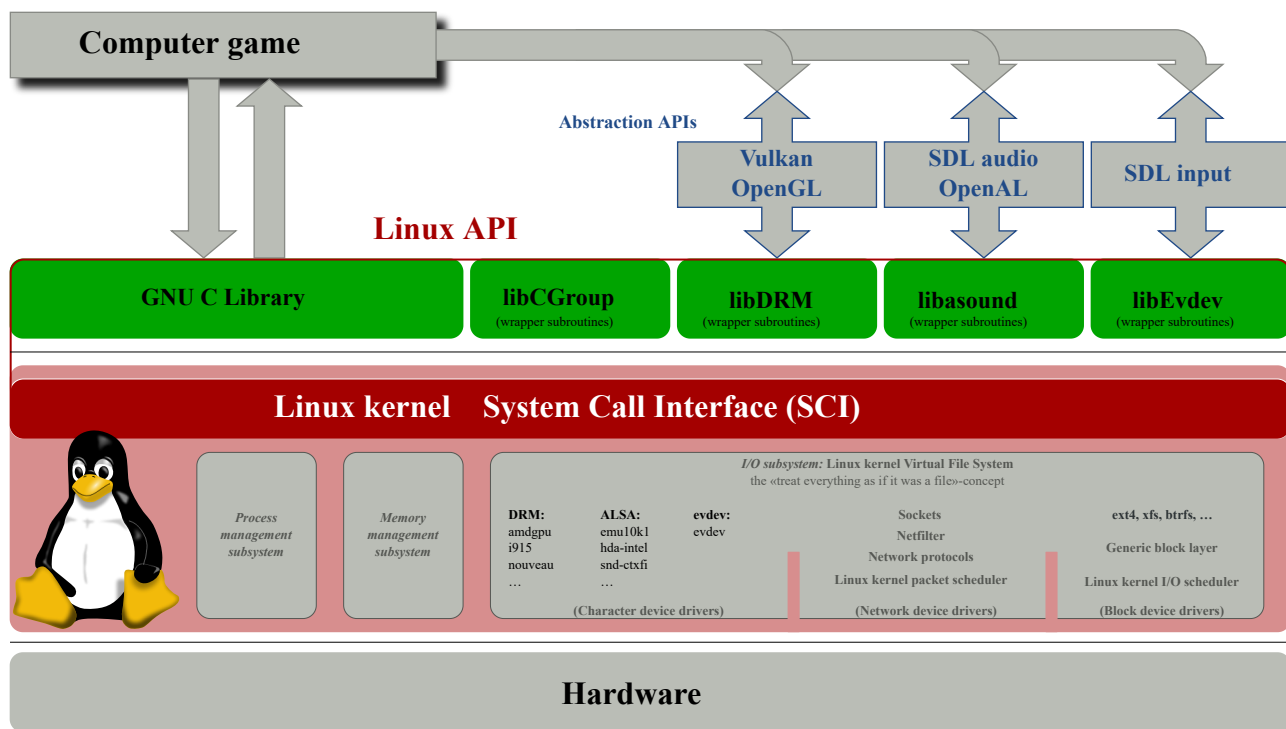 Computer game
Abstraction APIs
Vulkan
OpenGL
SDL audio
OpenAL
SDL input
Linux API
GNU C Library
libCGroup
(wrapper subroutines)
libDRM
(wrapper subroutines)
libasound
(wrapper subroutines)
libEvdev
(wrapper subroutines)
Linux kernel System Call Interface (SCI)
Process
management
subsystem
Memory
management
subsystem
I/O subsystem: Linux kernel Virtual File System
the «treat everything as if it was a file»-concept
DRM:
amdgpu
i915
nouveau
…
ALSA:
emu10k1
hda-intel
snd-ctxfi
…
evdev:
evdev
(Character device drivers)
Sockets
Netfilter
Network protocols
Linux kernel packet scheduler
(Network device drivers)
ext4, xfs, btrfs, …
Generic block layer
Linux kernel I/O scheduler
(Block device drivers)
Hardware